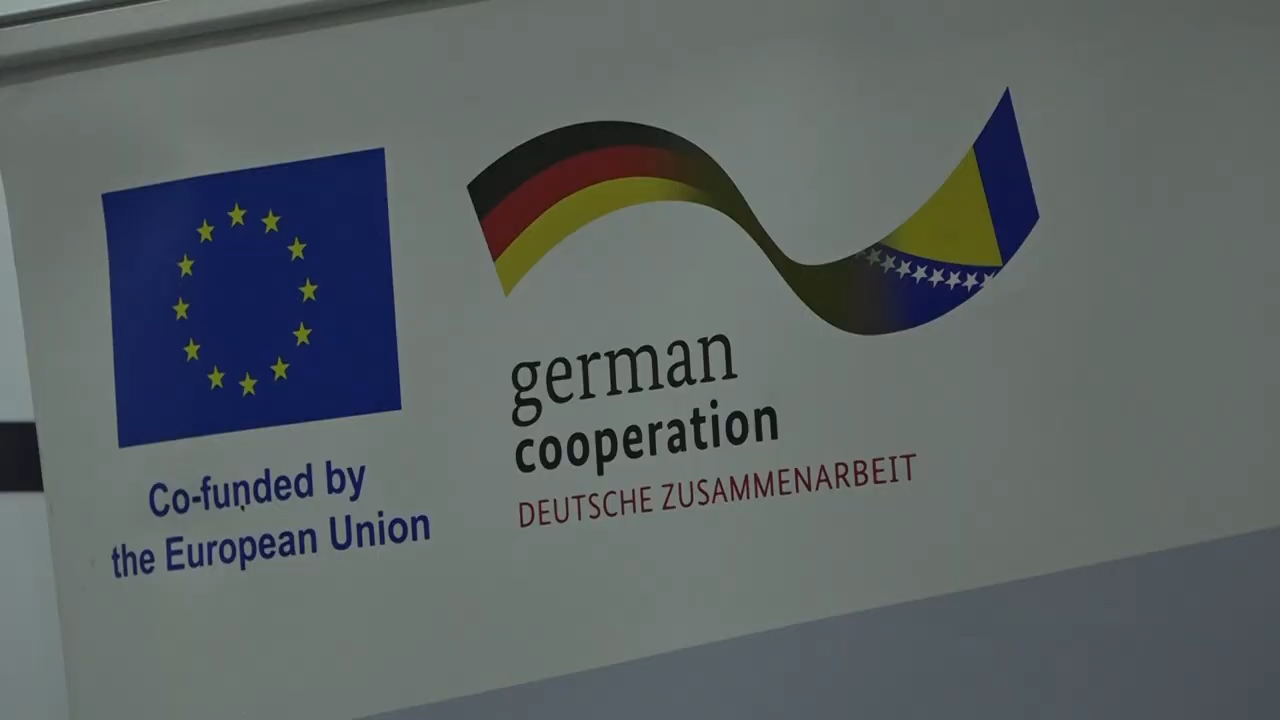 Co-funded by
the European Union
german
cooperation
DEUTSCHE ZUSAMMENARBEIT